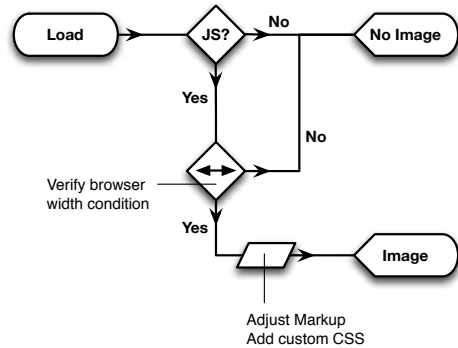 Load
JS?
No
No Image
Yes
No
Verify browser
width condition
Yes
Image
Adjust Markup
Add custom CSS